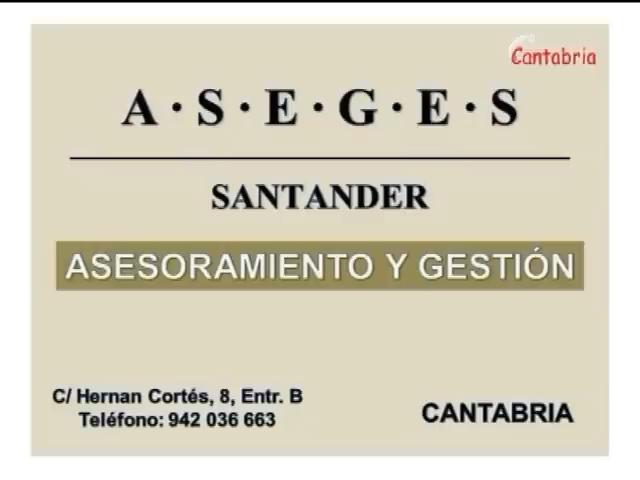 Cantabria
A·S·E·G·E·S
SANTANDER
ASESORAMIENTO Y GESTIÓN
C/ Hernan Cortés, 8, Entr. B
Teléfono: 942 036 663
CANTABRIA